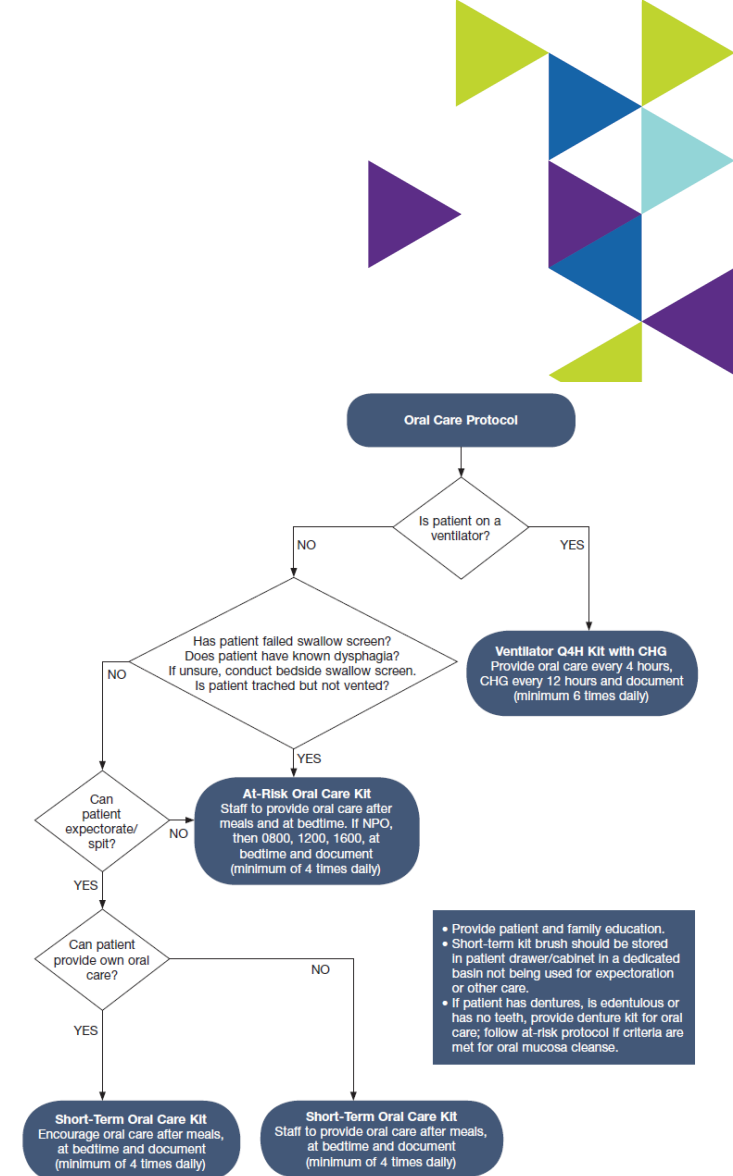 Oral Care Protocol
Is patient on a
ventilator?
NO
YES
Has patient failed swallow screen?
Does patient have known dysphagia?
If unsure, conduct bedside swallow screen.
Is patient trached but not vented?
Ventilator Q4H Kit with CHG
Provide oral care every 4 hours,
CHG every 12 hours and document
(minimum 6 times daily)
NO
YES
Can
patient
expectorate/
spit?
NO
At-Risk Oral Care Kit
Staff to provide oral care after
meals and at bedtime. If NPO,
then 0800, 1200, 1600, at
bedtime and document
(minimum of 4 times daily)
YES
Can patient
provide own oral
care?
NO
YES
• Provide patient and family education.
• Short-term kit brush should be stored
in patient drawer/cabinet in a dedicated
basin not being used for expectoration
or other care.
• If patient has dentures, is edentulous or
has no teeth, provide denture kit for oral
care; follow at-risk protocol if criteria are
met for oral mucosa cleanse.
Short-Term Oral Care Kit
Encourage oral care after meals,
at bedtime and document
(minimum of 4 times daily)
Short-Term Oral Care Kit
Staff to provide oral care after meals,
at bedtime and document
(minimum of 4 times daily)